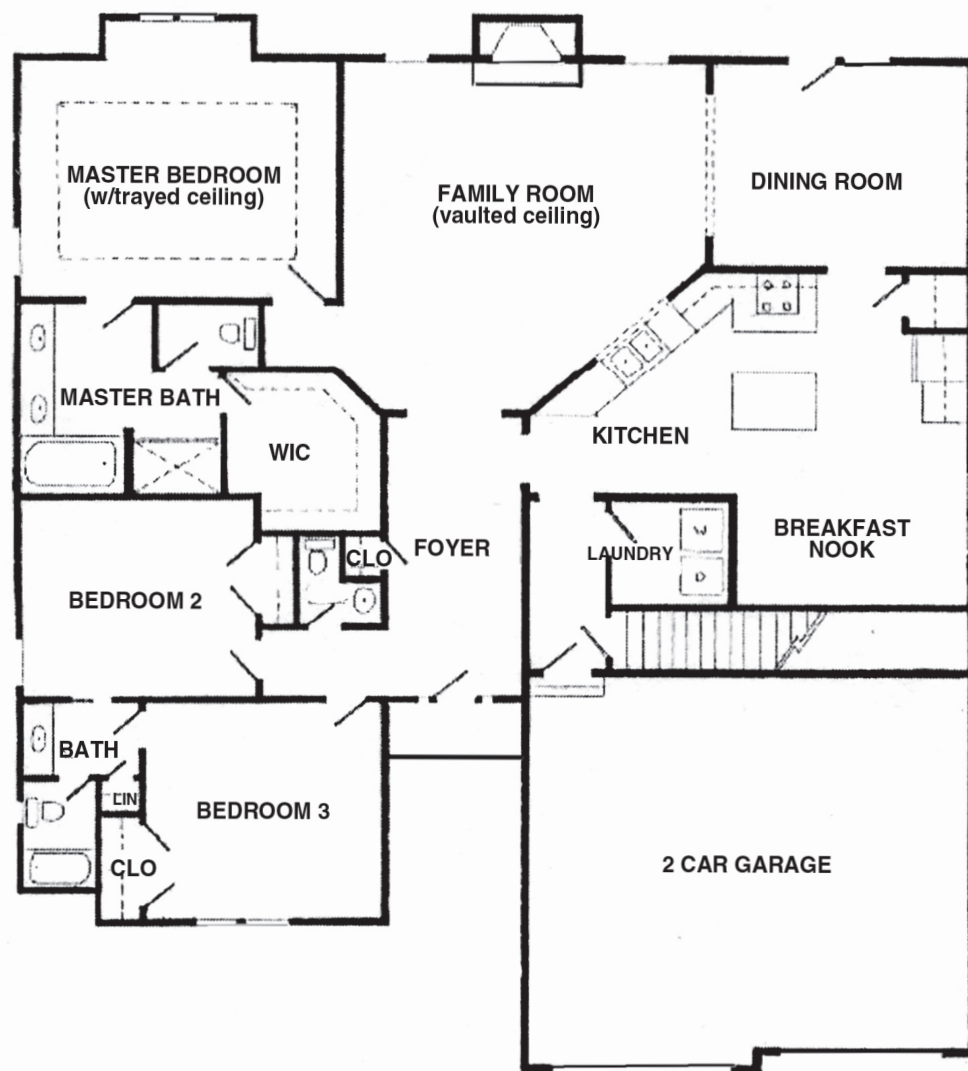 MASTER BEDROOM
(w/trayed ceiling)
FAMILY ROOM
(vaulted ceiling)
DINING ROOM
MASTER BATH
WIC
KITCHEN
BREAKFAST
NOOK
LAUNDRY
CLO
FOYER
BEDROOM 2
BATH
LIN
BEDROOM 3
CLO
2 CAR GARAGE